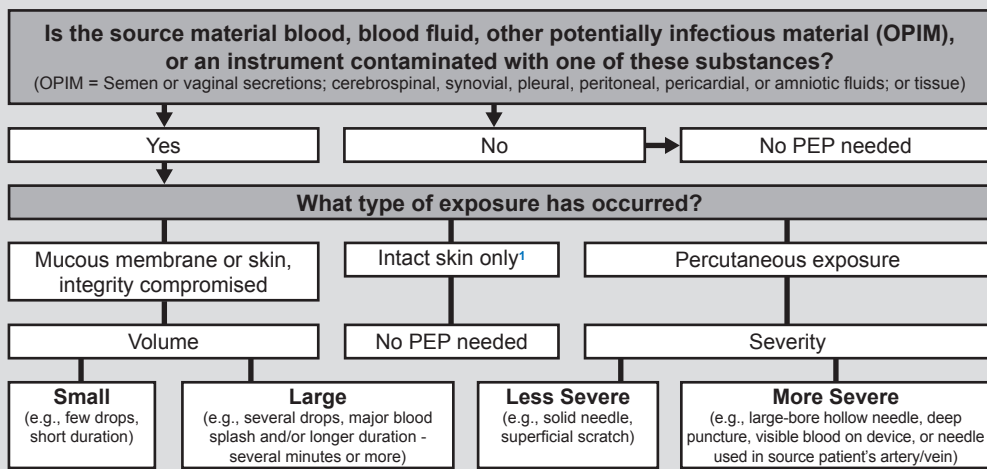 Is the source material blood, blood fluid, other potentially infectious material (OPIM),
or an instrument contaminated with one of these substances?
(OPIM = Semen or vaginal secretions; cerebrospinal, synovial, pleural, peritoneal, pericardial, or amniotic fluids; or tissue)
Yes
No
No PEP needed
What type of exposure has occurred?
Mucous membrane or skin,
integrity compromised
Intact skin only¹
Percutaneous exposure
Volume
No PEP needed
Severity
Small
(e.g., few drops,
short duration)
Large
(e.g., several drops, major blood
splash and/or longer duration -
several minutes or more)
Less Severe
(e.g., solid needle,
superficial scratch)
More Severe
(e.g., large-bore hollow needle, deep
puncture, visible blood on device, or needle
used in source patient's artery/vein)